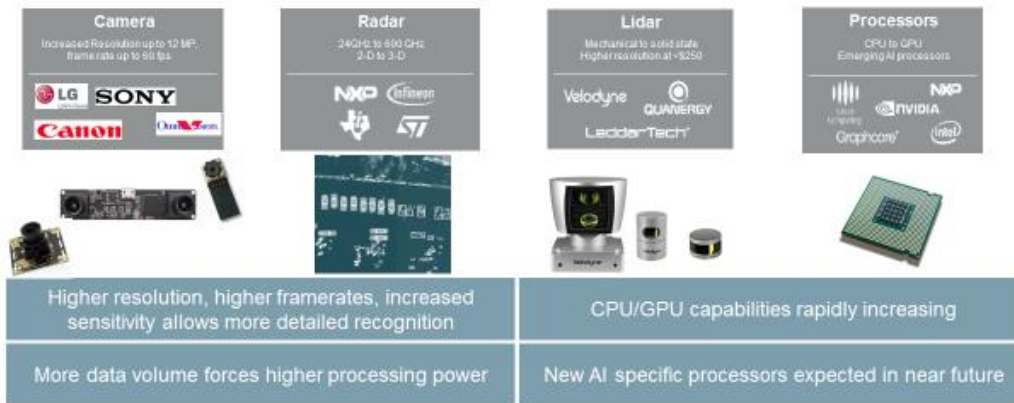 Camera
Increased Resolution up to 12 MP,
frame rate up to 60 fps
LG
SONY
Canon
OmniVision
Radar
24GHz to 600 GHz
2-D to 3-D
NXP
Infineon
ST
Lidar
Mechanical to solid state
Higher resolution at ~$250
Velodyne
QUANERGY
LeddarTech
Processors
CPU to GPU
Emerging AI processors
NXP
NVIDIA
Graphcore
intel
Velodyne
Higher resolution, higher framerates, increased
sensitivity allows more detailed recognition
CPU/GPU capabilities rapidly increasing
More data volume forces higher processing power
New AI specific processors expected in near future